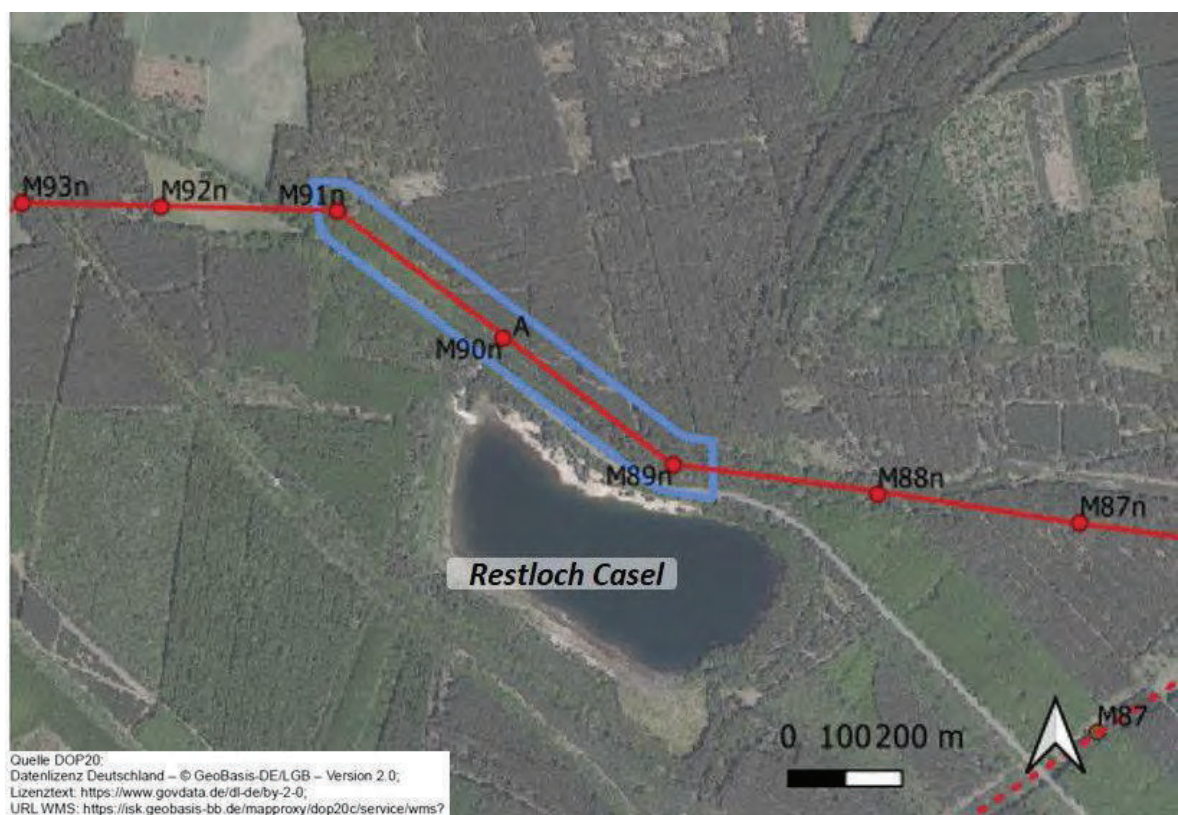 M93n
M92n
M91n
A
M90n
M89n
M88n
M87n
Restloch Casel
M87
0 100 200 m
Quelle DOP20:
Datenlizenz Deutschland – © GeoBasis-DE/LGB – Version 2.0;
Lizenztext: https://www.govdata.de/dl-de/by-2-0;
URL WMS: https://isk.geobasis-bb.de/mapproxy/dop20c/service/wms?